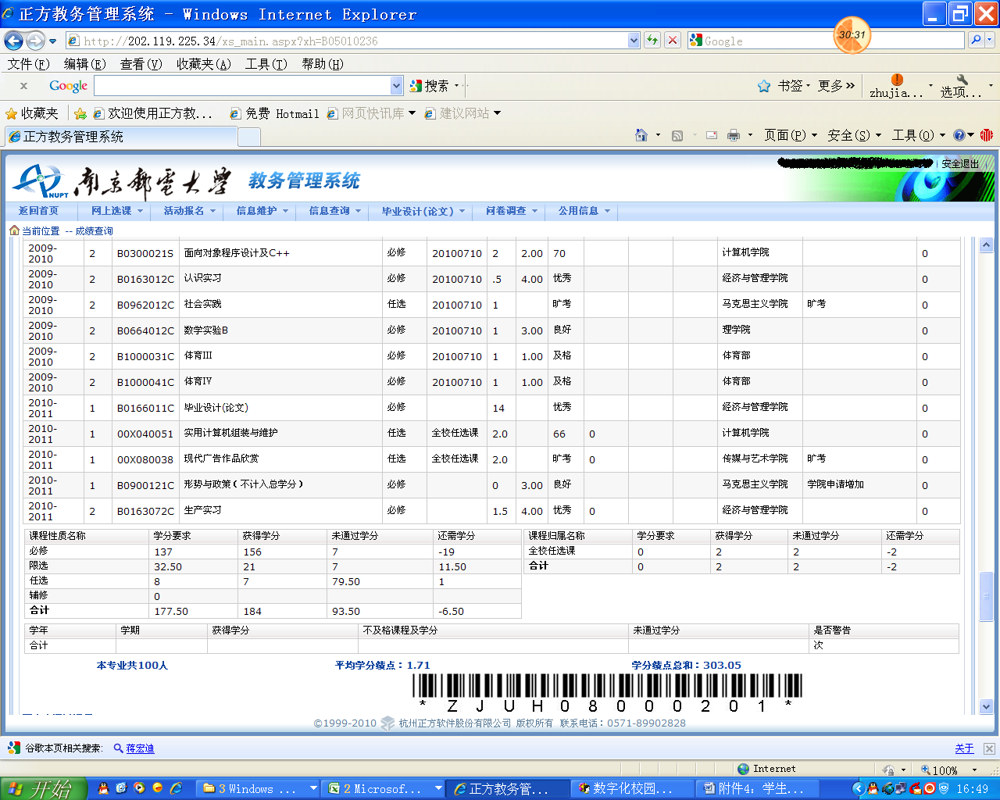 正方教务管理系统 - Windows Internet Explorer
http://202.119.225.34/xs_main.aspx?xh=B05010236
Google
30:31
文件(F) 编辑(E) 查看(V) 收藏夹(A) 工具(T) 帮助(H)
x Google 搜索 书签 更多 » zhujia... 选项...
收藏夹 欢迎使用正方教... 免费 Hotmail 网页快讯库 建议网站
正方教务管理系统 页面(P) 安全(S) 工具(O)
NUPT 南京邮电大学 教务管理系统 | 安全退出
返回首页 网上选课 活动报名 信息维护 信息查询 毕业设计(论文) 问卷调查 公用信息
当前位置 -- 成绩查询
2009-2010 2 B0300021S 面向对象程序设计及C++ 必修 20100710 2 2.00 70 计算机学院 0
2009-2010 2 B0163012C 认识实习 必修 20100710 .5 4.00 优秀 经济与管理学院 0
2009-2010 2 B0962012C 社会实践 任选 20100710 1 旷考 马克思主义学院 旷考 0
2009-2010 2 B0664012C 数学实验B 必修 20100710 1 3.00 良好 理学院 0
2009-2010 2 B1000031C 体育III 必修 20100710 1 1.00 及格 体育部 0
2009-2010 2 B1000041C 体育IV 必修 20100710 1 1.00 及格 体育部 0
2010-2011 1 B0166011C 毕业设计(论文) 必修 14 优秀 经济与管理学院 0
2010-2011 1 00X040051 实用计算机组装与维护 任选 全校任选课 2.0 66 0 计算机学院 0
2010-2011 1 00X080038 现代广告作品欣赏 任选 全校任选课 2.0 旷考 0 传媒与艺术学院 旷考 0
2010-2011 1 B0900121C 形势与政策(不计入总学分) 必修 0 3.00 良好 马克思主义学院 学院申请增加 0
2010-2011 2 B0163072C 生产实习 必修 1.5 4.00 优秀 0 经济与管理学院 0
课程性质名称 学分要求 获得学分 未通过学分 还需学分 课程归属名称 学分要求 获得学分 未通过学分 还需学分
必修 137 156 7 -19 全校任选课 0 2 2 -2
限选 32.50 21 7 11.50 合计 0 2 2 -2
任选 8 7 79.50 1
辅修 0
合计 177.50 184 93.50 -6.50
学年 学期 获得学分 不及格课程及学分 未通过学分 是否警告
合计 次
本专业共100人 平均学分绩点：1.71 学分绩点总和：303.05
* Z J U H 0 8 0 0 0 2 0 1 *
©1999-2010 杭州正方软件股份有限公司 版权所有 联系电话：0571-89902828
谷歌本页相关搜索: 蒋宏迪 关于
Internet 100%
开始 3 Windows ... 2 Microsof... 正方教务管... 数字化校园... 附件4: 学生... 16:49